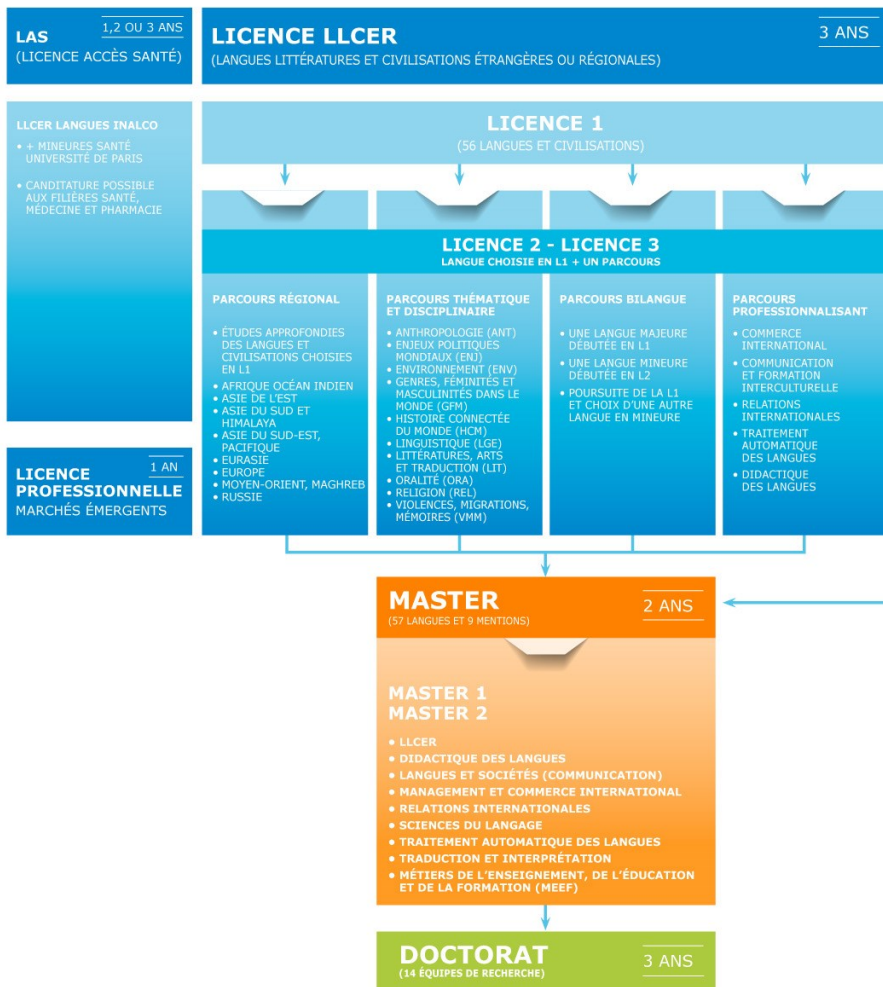 LAS
1,2 OU 3 ANS
(LICENCE ACCÈS SANTÉ)
LICENCE LLCER
3 ANS
(LANGUES LITTÉRATURES ET CIVILISATIONS ÉTRANGÈRES OU RÉGIONALES)
LLCER LANGUES INALCO
• + MINEURES SANTÉ
UNIVERSITÉ DE PARIS
• CANDITATURE POSSIBLE
AUX FILIÈRES SANTÉ,
MÉDECINE ET PHARMACIE
LICENCE
1 AN
PROFESSIONNELLE
MARCHÉS ÉMERGENTS
LICENCE 1
(56 LANGUES ET CIVILISATIONS)
LICENCE 2 - LICENCE 3
LANGUE CHOISIE EN L1 + UN PARCOURS
PARCOURS RÉGIONAL
• ÉTUDES APPROFONDIES
DES LANGUES ET
CIVILISATIONS CHOISIES
EN L1
• AFRIQUE OCÉAN INDIEN
• ASIE DE L'EST
• ASIE DU SUD ET
HIMALAYA
• ASIE DU SUD-EST,
PACIFIQUE
• EURASIE
• EUROPE
• MOYEN-ORIENT, MAGHREB
• RUSSIE
PARCOURS THÉMATIQUE
ET DISCIPLINAIRE
• ANTHROPOLOGIE (ANT)
• ENJEUX POLITIQUES
MONDIAUX (ENJ)
• ENVIRONNEMENT (ENV)
• GENRES, FÉMINITÉS ET
MASCULINITÉS DANS LE
MONDE (GFM)
• HISTOIRE CONNECTÉE
DU MONDE (HCM)
• LINGUISTIQUE (LGE)
• LITTÉRATURES, ARTS
ET TRADUCTION (LIT)
• ORALITÉ (ORA)
• RELIGION (REL)
• VIOLENCES, MIGRATIONS,
MÉMOIRES (VMM)
PARCOURS BILANGUE
• UNE LANGUE MAJEURE
DÉBUTÉE EN L1
• UNE LANGUE MINEURE
DÉBUTÉE EN L2
• POURSUITE DE LA L1
ET CHOIX D'UNE AUTRE
LANGUE EN MINEURE
PARCOURS
PROFESSIONNALISANT
• COMMERCE
INTERNATIONAL
• COMMUNICATION
ET FORMATION
INTERCULTURELLE
• RELATIONS
INTERNATIONALES
• TRAITEMENT
AUTOMATIQUE
DES LANGUES
• DIDACTIQUE
DES LANGUES
MASTER
2 ANS
(57 LANGUES ET 9 MENTIONS)
MASTER 1
MASTER 2
• LLCER
• DIDACTIQUE DES LANGUES
• LANGUES ET SOCIÉTÉS (COMMUNICATION)
• MANAGEMENT ET COMMERCE INTERNATIONAL
• RELATIONS INTERNATIONALES
• SCIENCES DU LANGAGE
• TRAITEMENT AUTOMATIQUE DES LANGUES
• TRADUCTION ET INTERPRÉTATION
• MÉTIERS DE L'ENSEIGNEMENT, DE L'ÉDUCATION
ET DE LA FORMATION (MEEF)
DOCTORAT
3 ANS
(14 ÉQUIPES DE RECHERCHE)